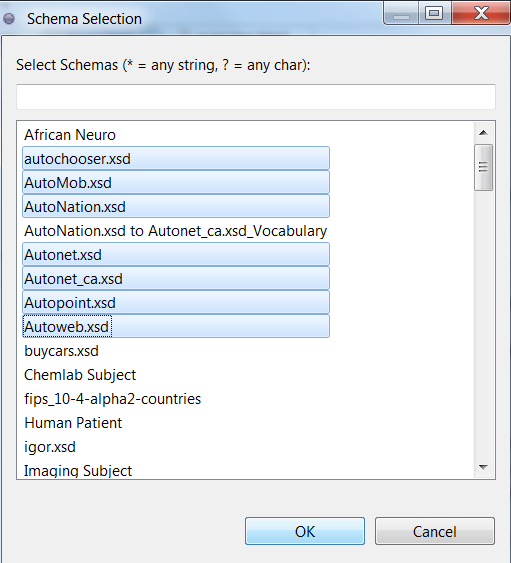 Schema Selection
Select Schemas (* = any string, ? = any char):
African Neuro
autochooser.xsd
AutoMob.xsd
AutoNation.xsd
AutoNation.xsd to Autonet_ca.xsd_Vocabulary
Autonet.xsd
Autonet_ca.xsd
Autopoint.xsd
Autoweb.xsd
buycars.xsd
Chemlab Subject
fips_10-4-alpha2-countries
Human Patient
igor.xsd
Imaging Subject
OK Cancel